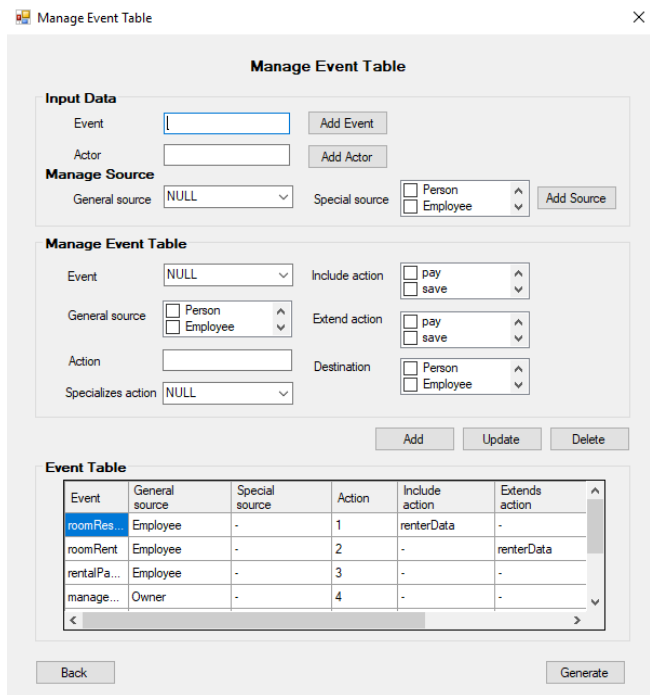 Manage Event Table
Manage Event Table
Input Data
Event
Add Event
Actor
Add Actor
Manage Source
General source NULL Special source Person Employee Add Source
Manage Event Table
Event NULL Include action pay save
General source Person Employee Extend action pay save
Action Destination Person Employee
Specializes action NULL
Add Update Delete
Event Table
Event General source Special source Action Include action Extends action
roomRes... Employee - 1 renterData -
roomRent Employee - 2 - renterData
rentalPa... Employee - 3 - -
manage... Owner - 4 - -
Back Generate